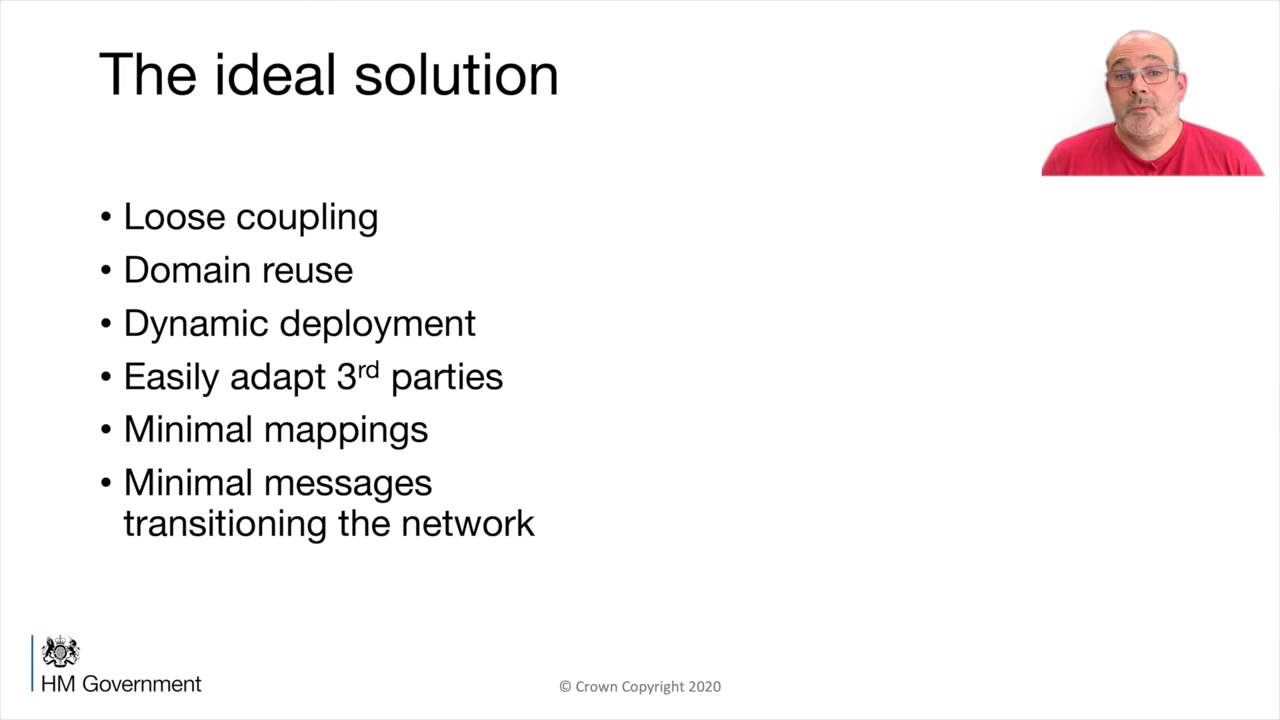 The ideal solution
• Loose coupling
• Domain reuse
• Dynamic deployment
• Easily adapt 3rd parties
• Minimal mappings
• Minimal messages
transitioning the network
HM Government
© Crown Copyright 2020